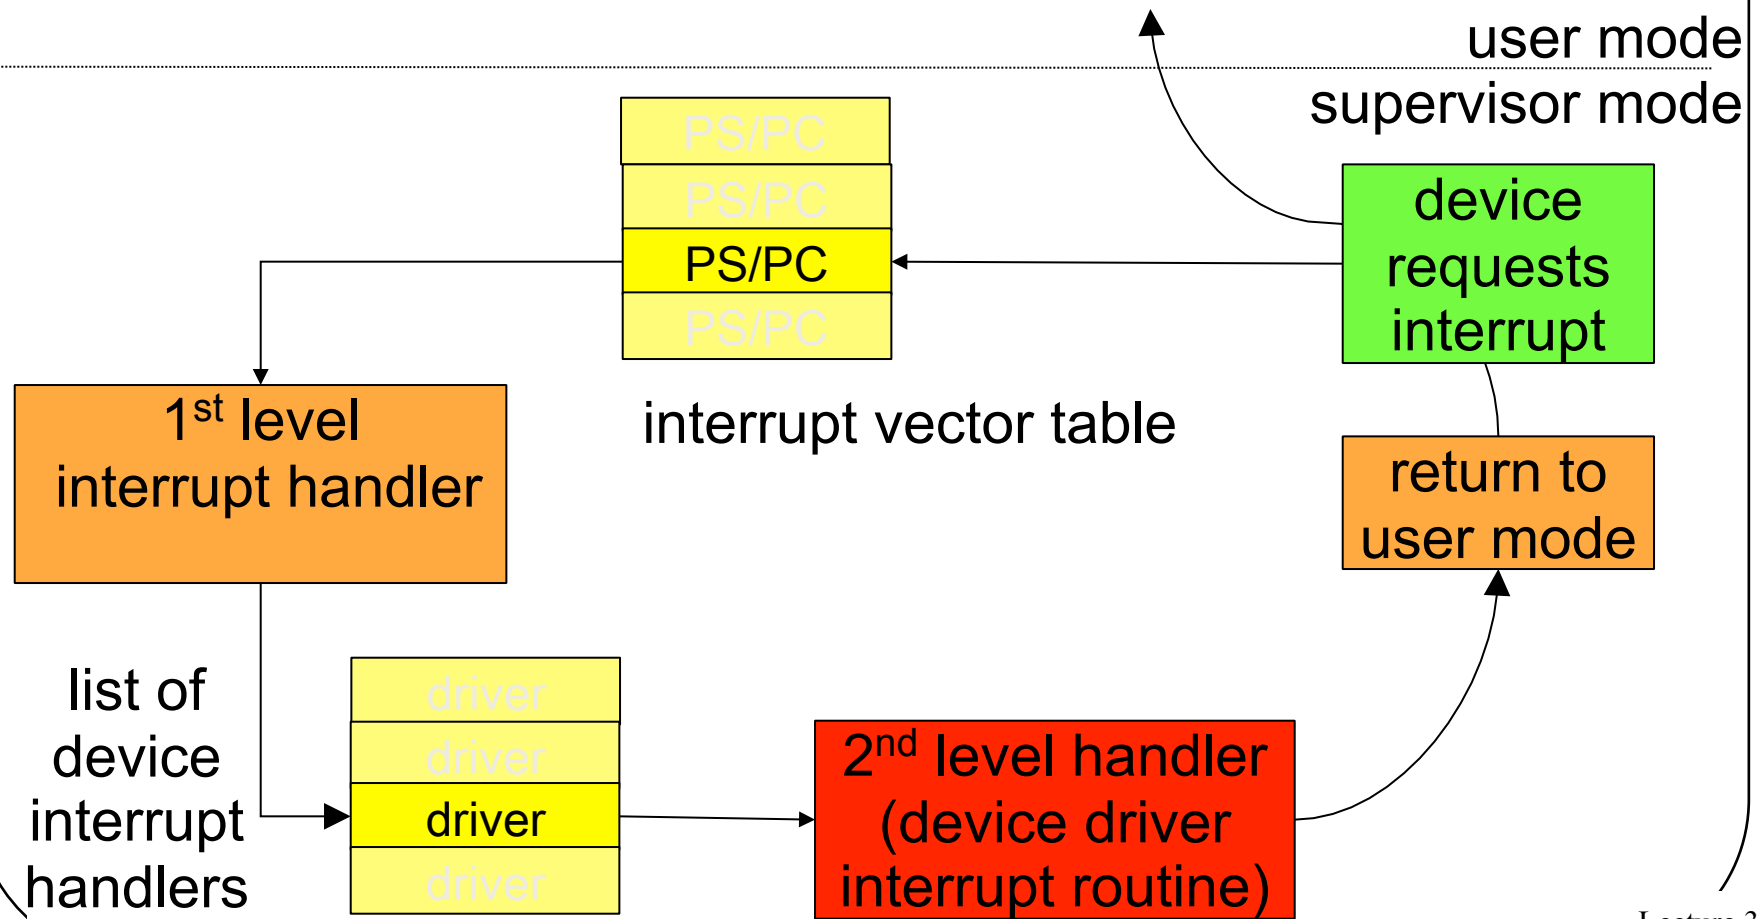 user mode
supervisor mode
PS/PC
PS/PC
PS/PC
PS/PC
device
requests
interrupt
1st level
interrupt handler
interrupt vector table
return to
user mode
list of
device
interrupt
handlers
driver
driver
driver
driver
2nd level handler
(device driver
interrupt routine)